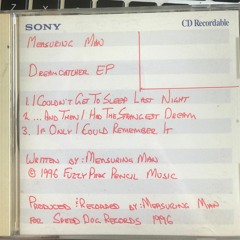 SONY CD Recordable
MEASURING MAN
DREAMCATCHER EP
1. I COULDN'T GET TO SLEEP LAST NIGHT
2. ...AND THEN I HAD THE STRANGEST DREAM
3. IF ONLY I COULD REMEMBER IT
WRITTEN BY: MEASURING MAN
© 1996 FUZZY PINK PENCIL MUSIC
PRODUCED & RECORDED BY: MEASURING MAN
FOR SPEED DOG RECORDS 1996